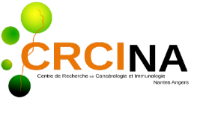 CRCINA
Centre de Recherche en Cancérologie et Immunologie
Nantes Angers